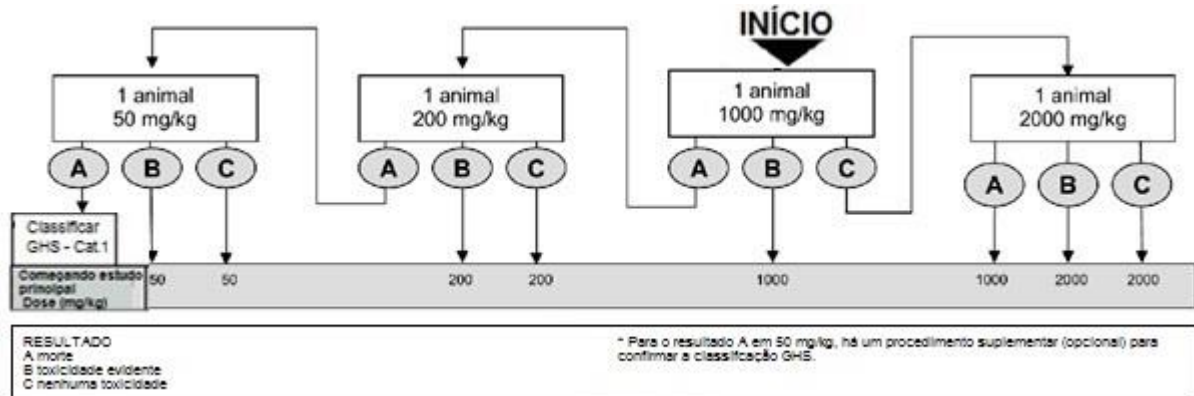 INÍCIO
1 animal
50 mg/kg
1 animal
200 mg/kg
1 animal
1000 mg/kg
1 animal
2000 mg/kg
A B C
A B C
A B C
A B C
Classificar
GHS - Cat.1
Começando estudo
principal
Dose (mg/kg)
50 50 200 200 1000 1000 2000 2000
RESULTADO
A morte
B toxicidade evidente
C nenhuma toxicidade
* Para o resultado A em 50 mg/kg, há um procedimento suplementar (opcional) para
confirmar a classifcação GHS.